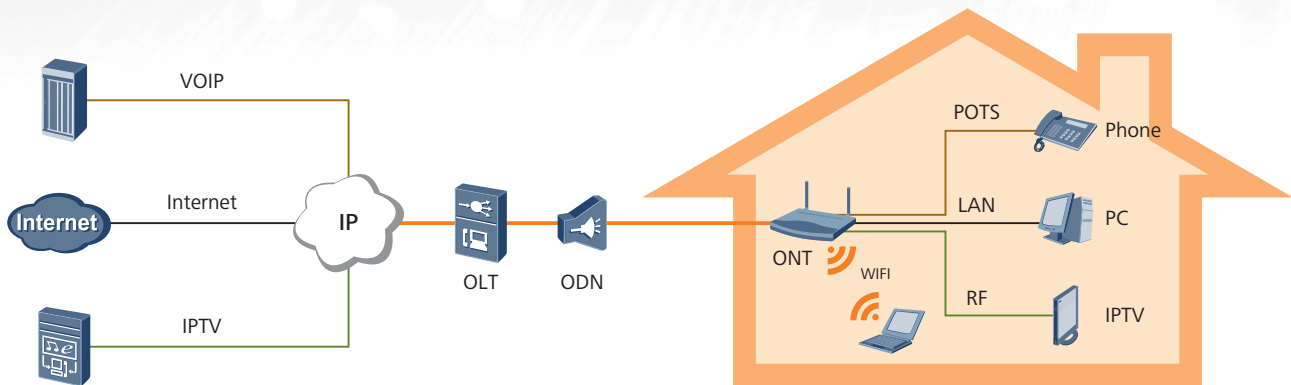 VOIP
Internet
Internet
IPTV
IP
OLT
ODN
ONT
WIFI
POTS
Phone
LAN
PC
RF
IPTV